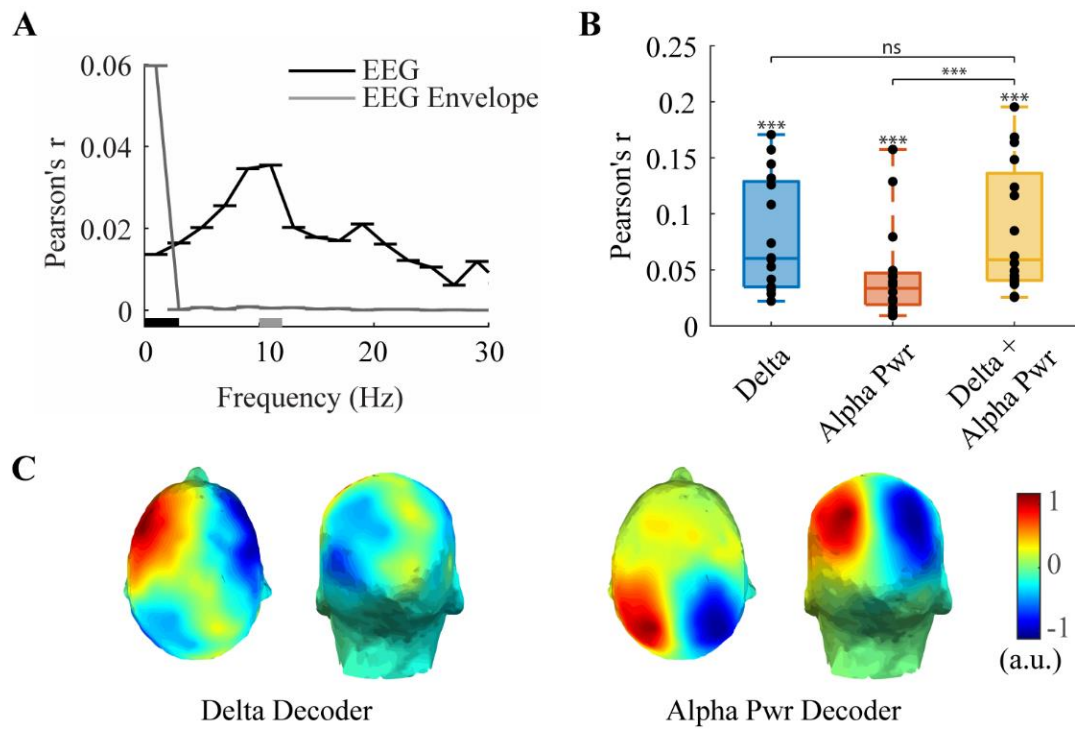 A
Pearson's r
0.06
0.04
0.02
0
0
10
20
30
Frequency (Hz)
EEG
EEG Envelope
B
Pearson's r
0.25
0.2
0.15
0.1
0.05
0
ns
***
***
***
***
Delta
Alpha Pwr
Delta +
Alpha Pwr
C
1
0
-1
(a.u.)
Delta Decoder
Alpha Pwr Decoder